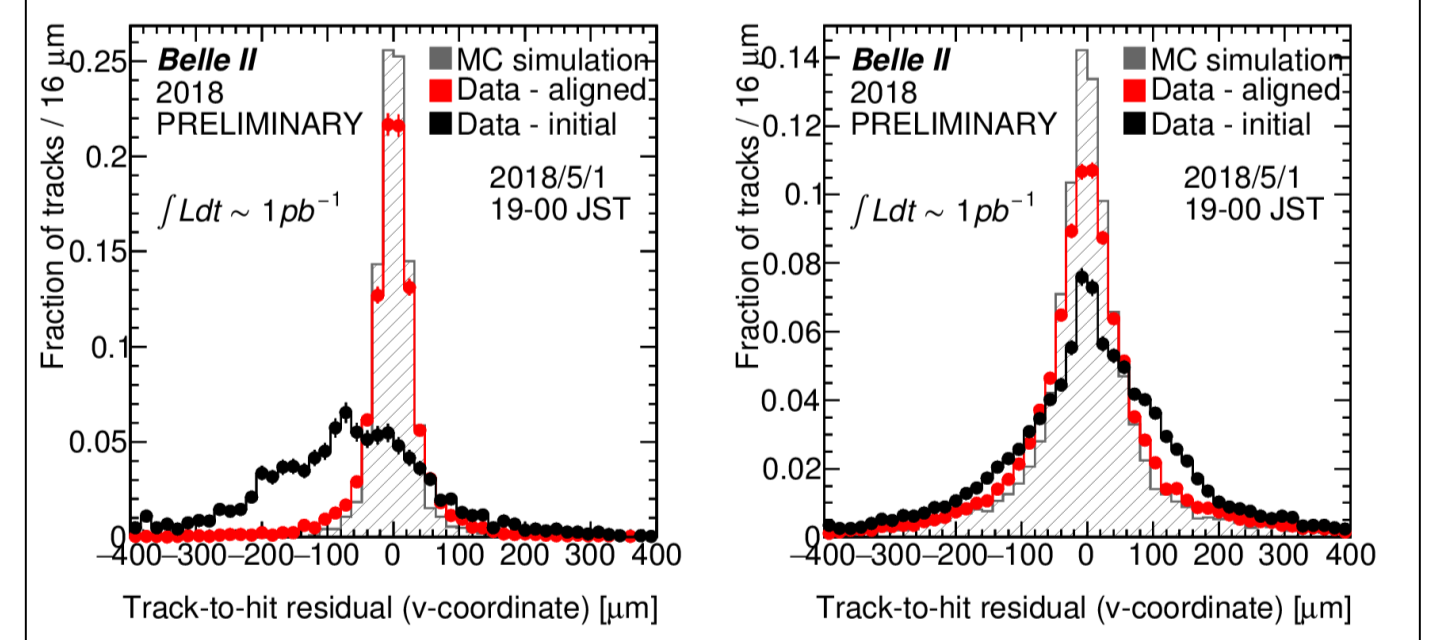 Fraction of tracks / 16 μm
0.25
0.2
0.15
0.1
0.05
0
Belle II
2018
PRELIMINARY
∫Ldt ~ 1pb⁻¹
MC simulation
Data - aligned
Data - initial
2018/5/1
19-00 JST
−400 −300 −200 −100 0 100 200 300 400
Track-to-hit residual (v-coordinate) [μm]
Fraction of tracks / 16 μm
0.14
0.12
0.1
0.08
0.06
0.04
0.02
0
Belle II
2018
PRELIMINARY
∫Ldt ~ 1pb⁻¹
MC simulation
Data - aligned
Data - initial
2018/5/1
19-00 JST
−400 −300 −200 −100 0 100 200 300 400
Track-to-hit residual (v-coordinate) [μm]